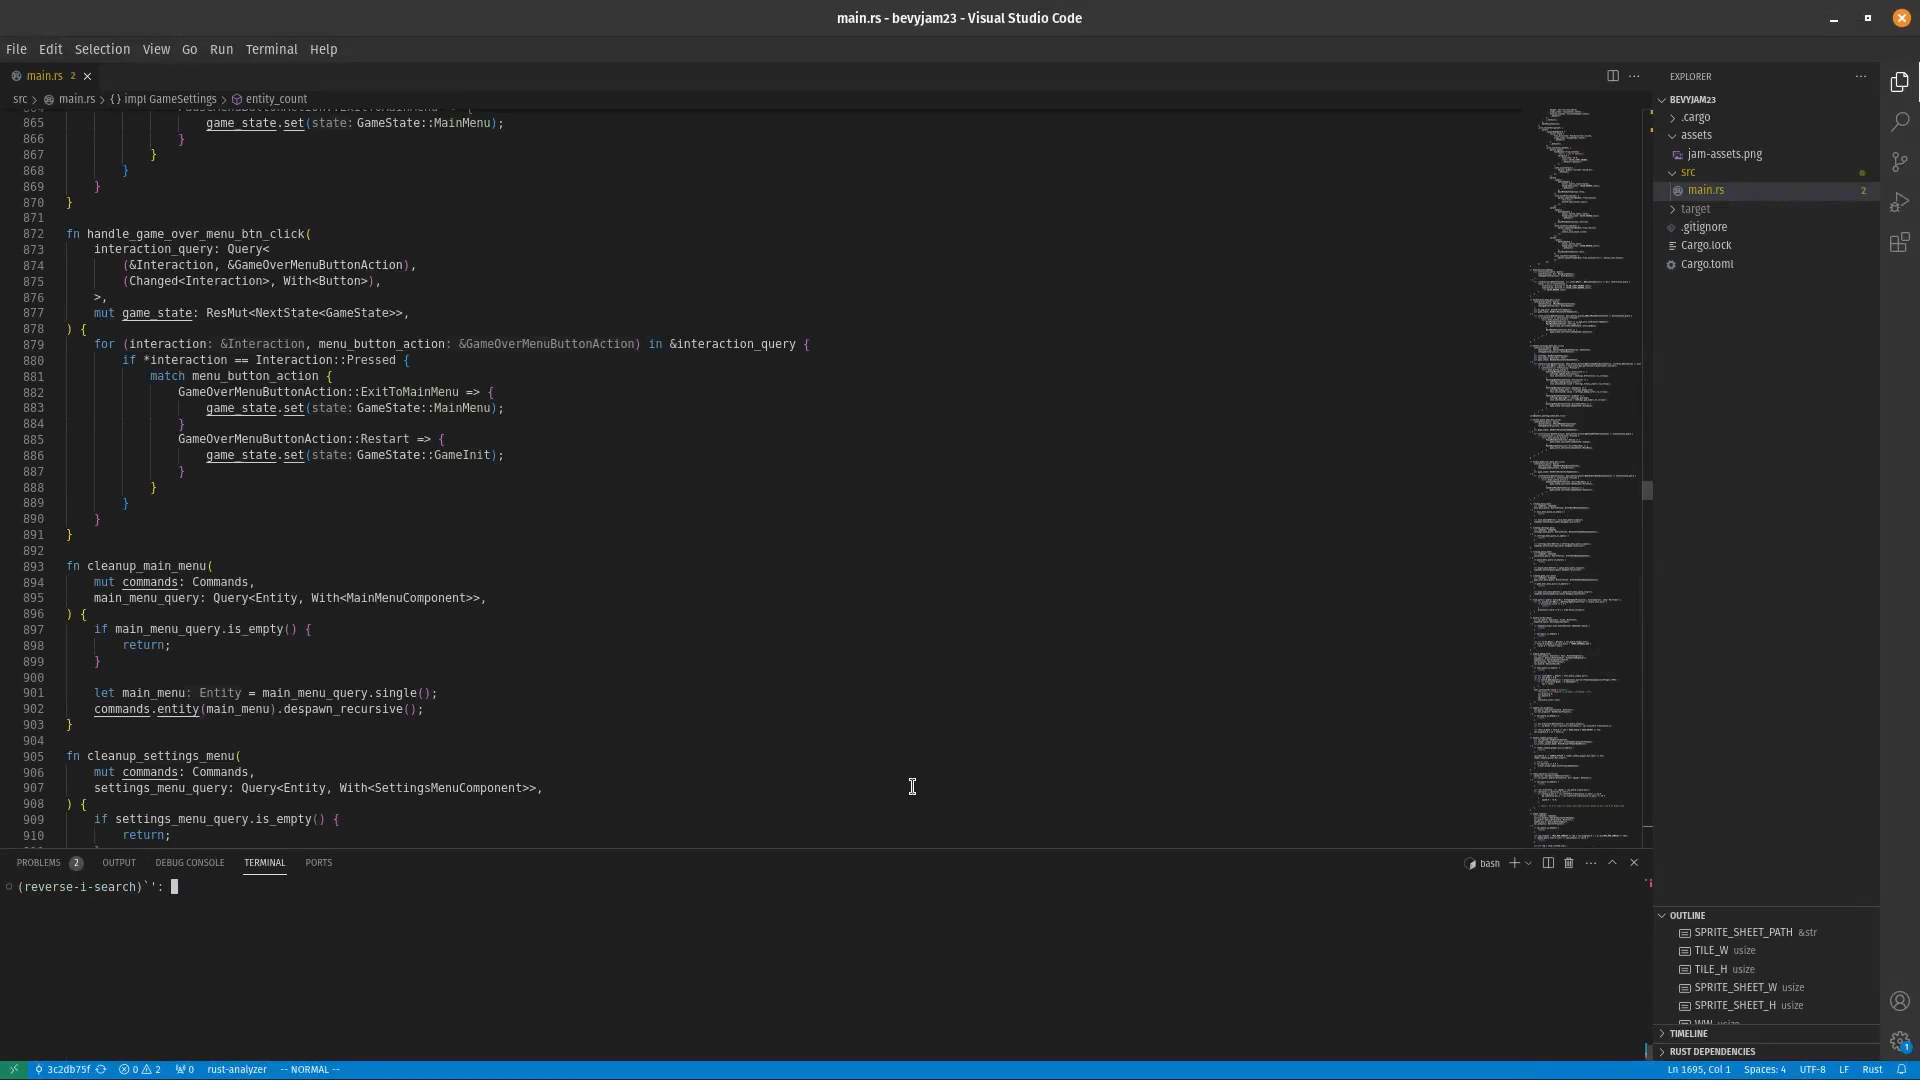 main.rs - bevyjam23 - Visual Studio Code
File Edit Selection View Go Run Terminal Help
main.rs 2
src > main.rs > {} impl GameSettings > entity_count
865 game_state.set(state: GameState::MainMenu);
866 }
867 }
868 }
869 }
870 }
871
872 fn handle_game_over_menu_btn_click(
873 interaction_query: Query<
874 (&Interaction, &GameOverMenuButtonAction),
875 (Changed<Interaction>, With<Button>),
876 >,
877 mut game_state: ResMut<NextState<GameState>>,
878 ) {
879 for (interaction: &Interaction, menu_button_action: &GameOverMenuButtonAction) in &interaction_query {
880 if *interaction == Interaction::Pressed {
881 match menu_button_action {
882 GameOverMenuButtonAction::ExitToMainMenu => {
883 game_state.set(state: GameState::MainMenu);
884 }
885 GameOverMenuButtonAction::Restart => {
886 game_state.set(state: GameState::GameInit);
887 }
888 }
889 }
890 }
891 }
892
893 fn cleanup_main_menu(
894 mut commands: Commands,
895 main_menu_query: Query<Entity, With<MainMenuComponent>>,
896 ) {
897 if main_menu_query.is_empty() {
898 return;
899 }
900
901 let main_menu: Entity = main_menu_query.single();
902 commands.entity(main_menu).despawn_recursive();
903 }
904
905 fn cleanup_settings_menu(
906 mut commands: Commands,
907 settings_menu_query: Query<Entity, With<SettingsMenuComponent>>,
908 ) {
909 if settings_menu_query.is_empty() {
910 return;
PROBLEMS 2 OUTPUT DEBUG CONSOLE TERMINAL PORTS
bash
(reverse-i-search)`':
EXPLORER
BEVYJAM23
.cargo
assets
jam-assets.png
src
main.rs 2
target
.gitignore
Cargo.lock
Cargo.toml
OUTLINE
SPRITE_SHEET_PATH &str
TILE_W usize
TILE_H usize
SPRITE_SHEET_W usize
SPRITE_SHEET_H usize
TIMELINE
RUST DEPENDENCIES
1
3c2db75f 0 2 0 rust-analyzer -- NORMAL --
Ln 1695, Col 1 Spaces: 4 UTF-8 LF Rust